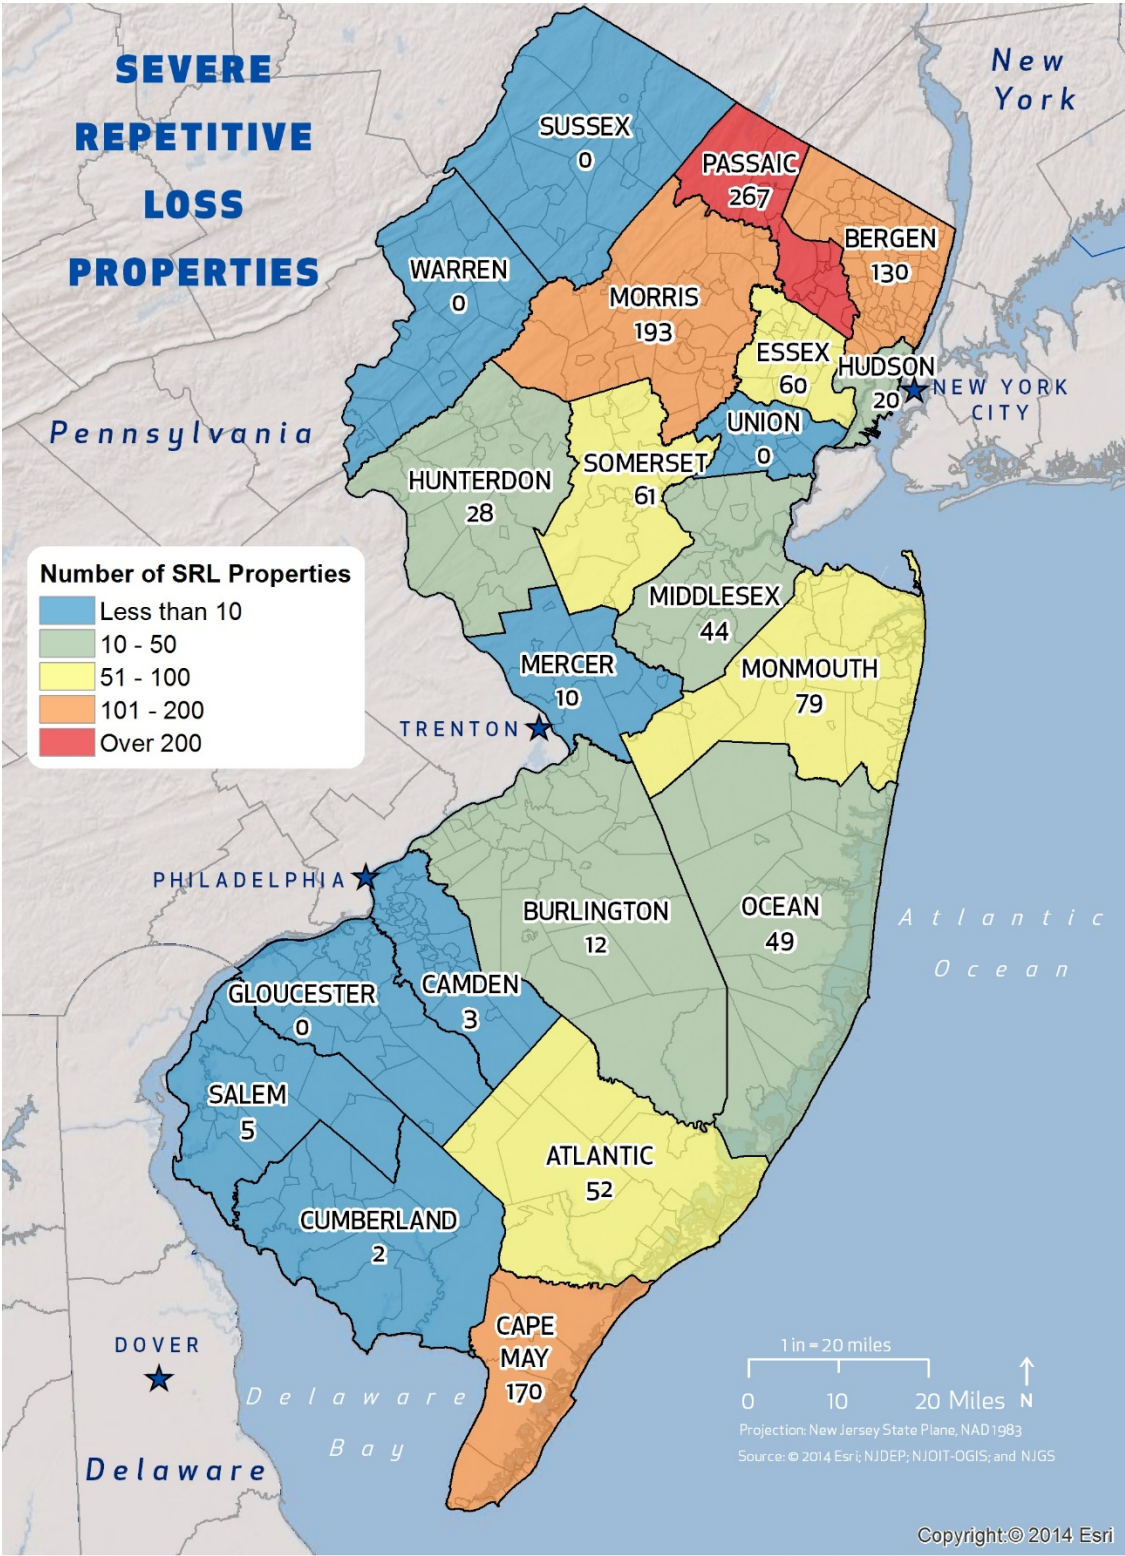 SEVERE
REPETITIVE
LOSS
PROPERTIES
New
York
SUSSEX
0
PASSAIC
267
BERGEN
130
WARREN
0
MORRIS
193
ESSEX
60
HUDSON
20
NEW YORK
CITY
UNION
0
Pennsylvania
SOMERSET
61
HUNTERDON
28
Number of SRL Properties
Less than 10
10 - 50
51 - 100
101 - 200
Over 200
MIDDLESEX
44
MERCER
10
MONMOUTH
79
TRENTON
PHILADELPHIA
BURLINGTON
12
OCEAN
49
Atlantic
Ocean
GLOUCESTER
0
CAMDEN
3
SALEM
5
ATLANTIC
52
CUMBERLAND
2
CAPE
MAY
170
DOVER
Delaware
Bay
Delaware
1 in = 20 miles
0 10 20 Miles N
Projection: New Jersey State Plane, NAD 1983
Source: © 2014 Esri; NJDEP; NJOIT-OGIS; and NJGS
Copyright:© 2014 Esri